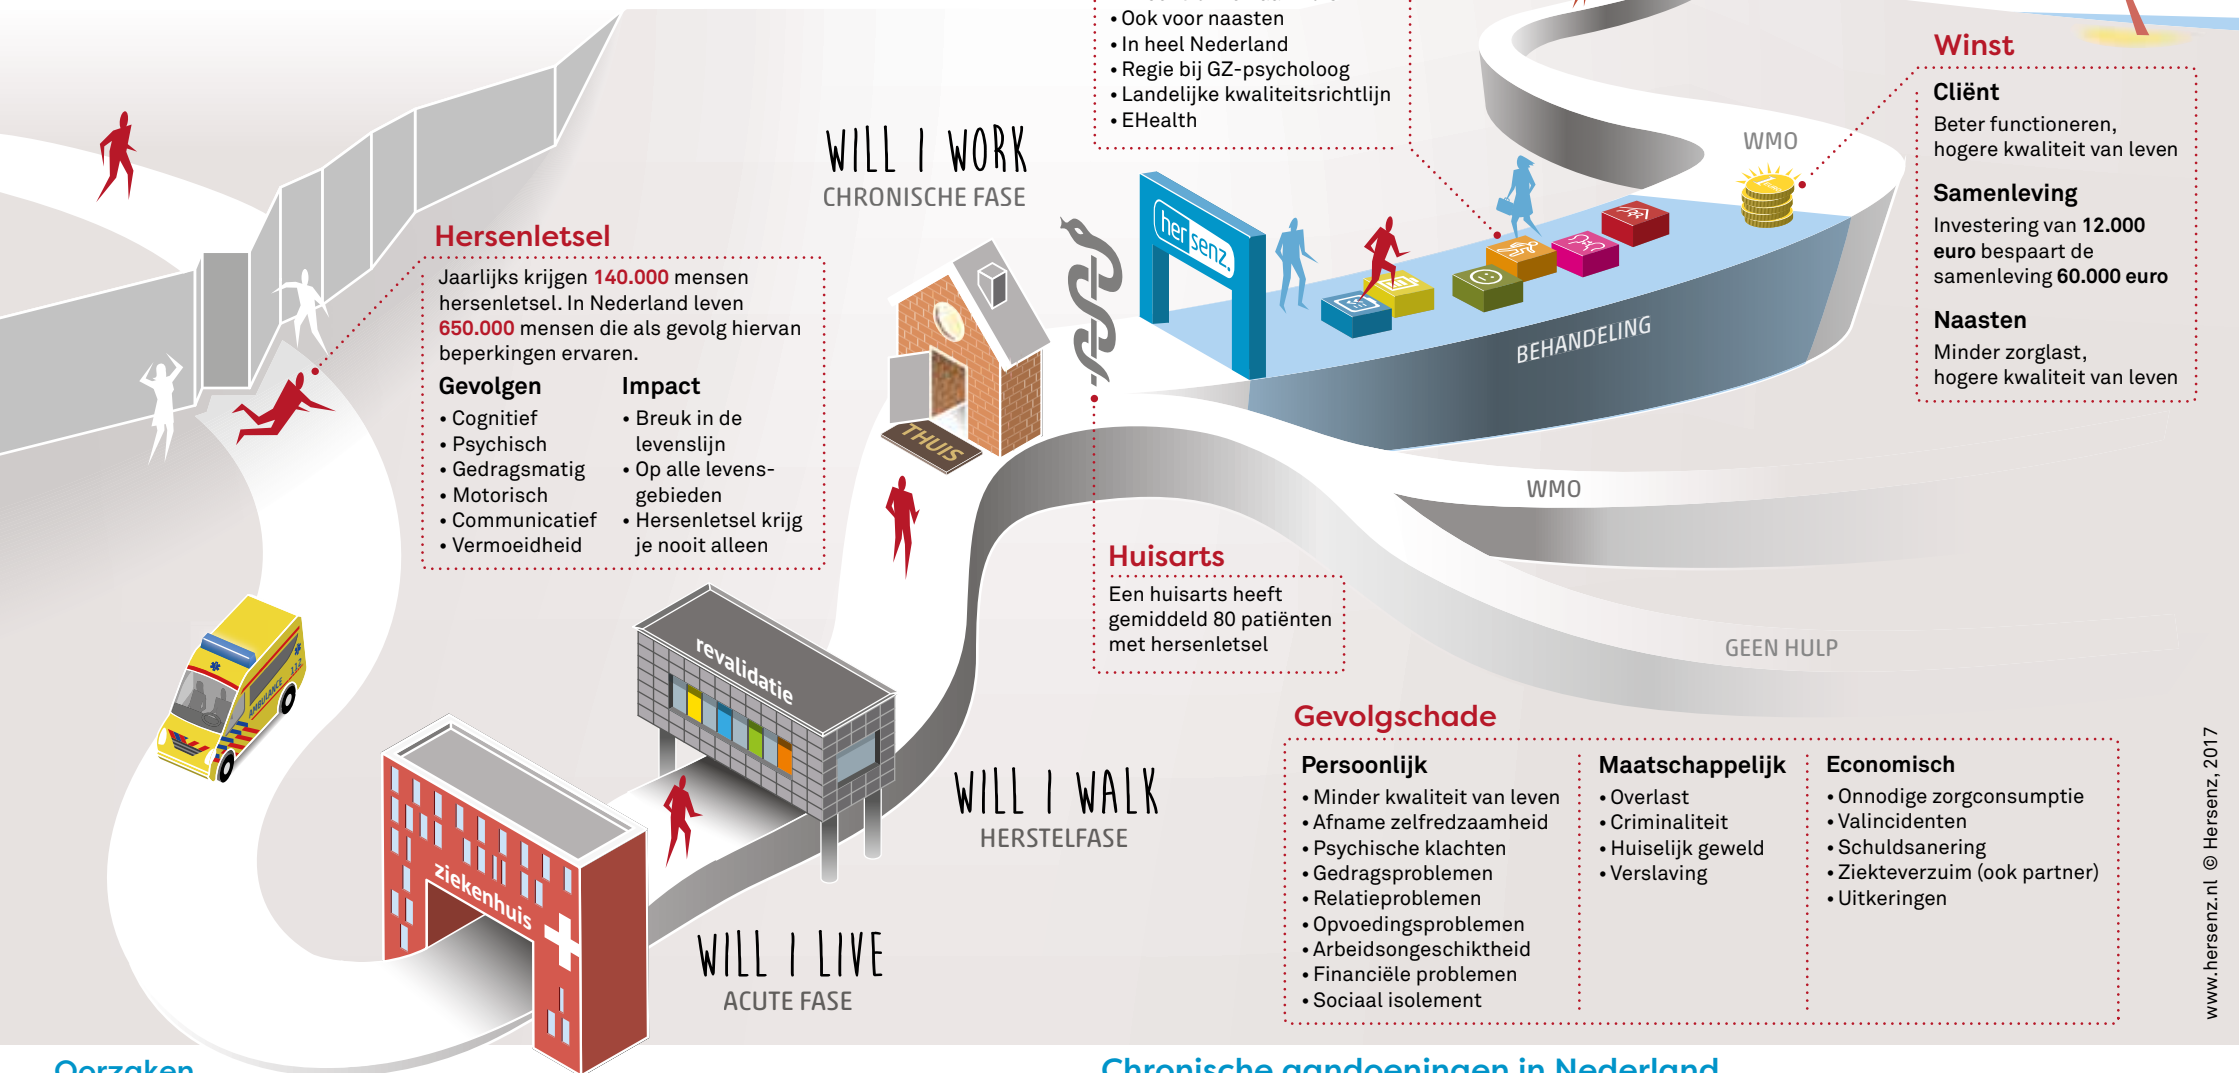 • Ook voor naasten
• In heel Nederland
• Regie bij GZ-psycholoog
• Landelijke kwaliteitsrichtlijn
• EHealth
Winst
Cliënt
Beter functioneren,
hogere kwaliteit van leven
Samenleving
Investering van 12.000
euro bespaart de
samenleving 60.000 euro
Naasten
Minder zorglast,
hogere kwaliteit van leven
WMO
WILL I WORK
CHRONISCHE FASE
hersenz.
BEHANDELING
Hersenletsel
Jaarlijks krijgen 140.000 mensen
hersenletsel. In Nederland leven
650.000 mensen die als gevolg hiervan
beperkingen ervaren.
Gevolgen
• Cognitief
• Psychisch
• Gedragsmatig
• Motorisch
• Communicatief
• Vermoeidheid
Impact
• Breuk in de
levenslijn
• Op alle levens-
gebieden
• Hersenletsel krijg
je nooit alleen
THUIS
WMO
Huisarts
Een huisarts heeft
gemiddeld 80 patiënten
met hersenletsel
GEEN HULP
revalidatie
AMBULANCE
112
WILL I WALK
HERSTELFASE
ziekenhuis
WILL I LIVE
ACUTE FASE
Gevolgschade
Persoonlijk
• Minder kwaliteit van leven
• Afname zelfredzaamheid
• Psychische klachten
• Gedragsproblemen
• Relatieproblemen
• Opvoedingsproblemen
• Arbeidsongeschiktheid
• Financiële problemen
• Sociaal isolement
Maatschappelijk
• Overlast
• Criminaliteit
• Huiselijk geweld
• Verslaving
Economisch
• Onnodige zorgconsumptie
• Valincidenten
• Schuldsanering
• Ziekteverzuim (ook partner)
• Uitkeringen
www.hersenz.nl © Hersenz, 2017
Oorzaken
Chronische aandoeningen in Nederland